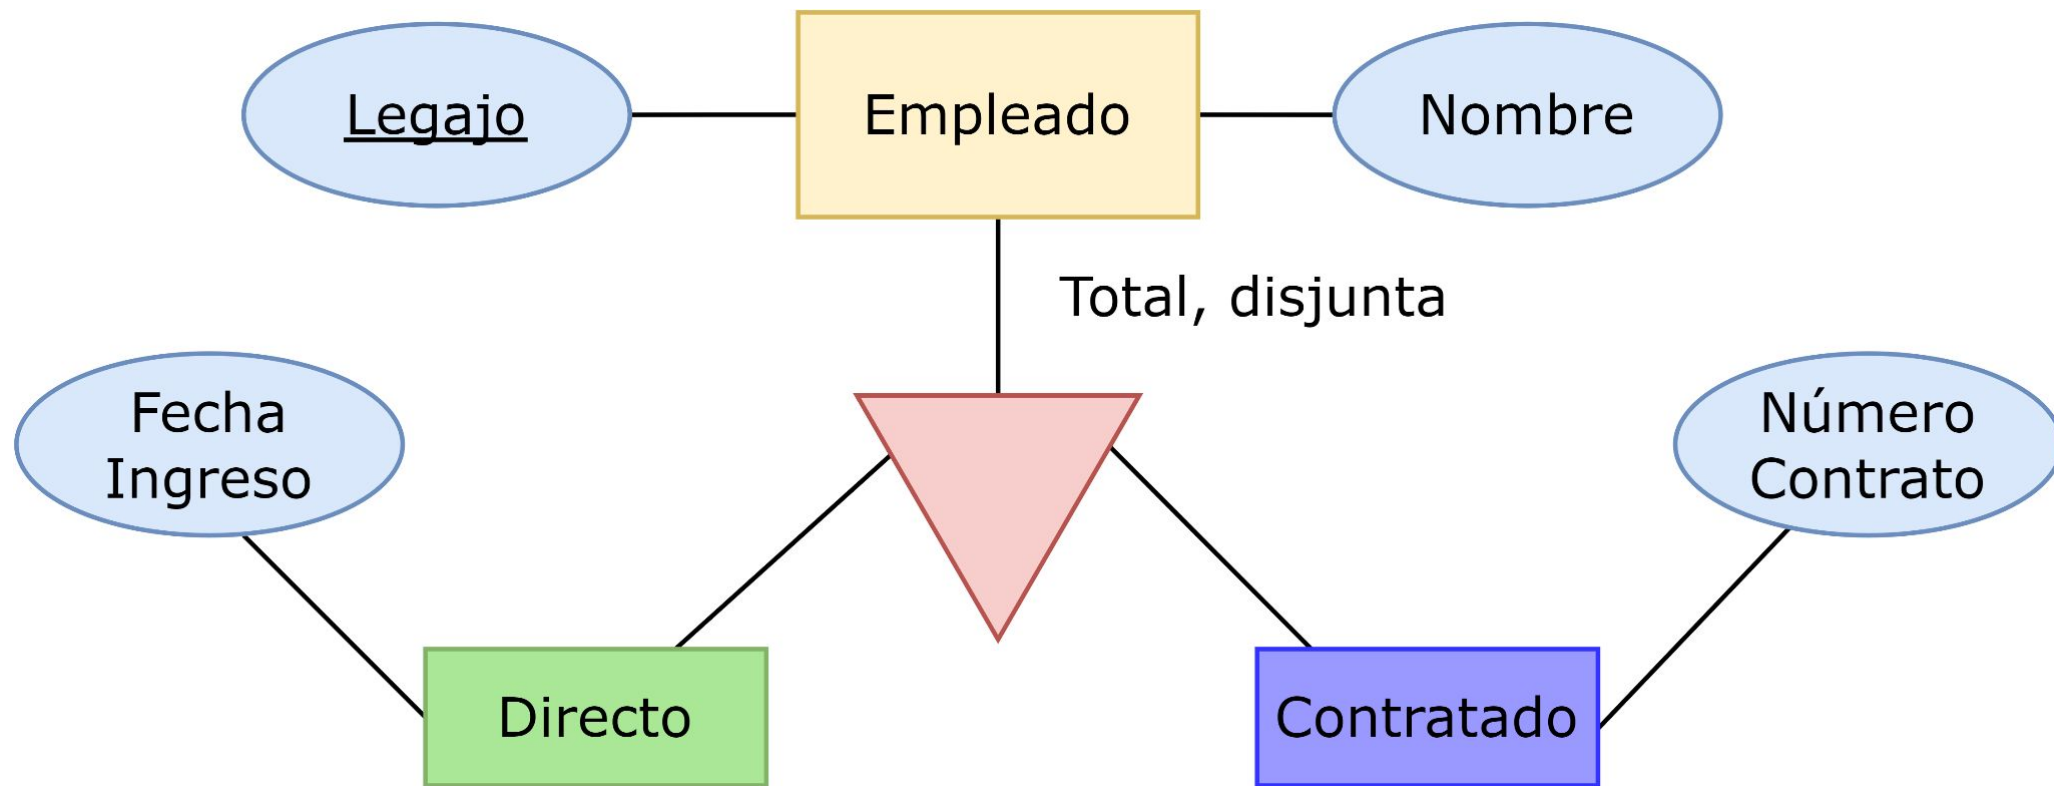 Legajo
Empleado
Nombre
Total, disjunta
Fecha
Ingreso
Número
Contrato
Directo
Contratado